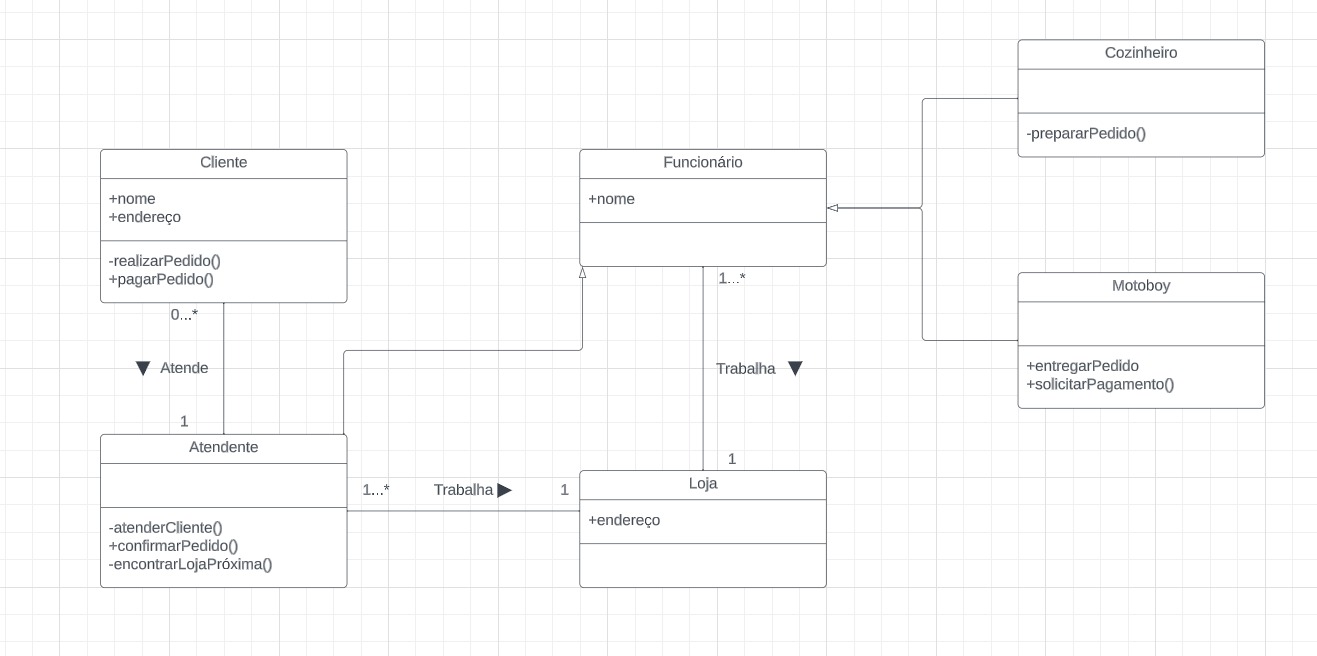 Cozinheiro
-prepararPedido()
Cliente
+nome
+endereço
-realizarPedido()
+pagarPedido()
Funcionário
+nome
Motoboy
+entregarPedido
+solicitarPagamento()
0...*
Atende
1
1...*
Trabalha
1
Atendente
-atenderCliente()
+confirmarPedido()
-encontrarLojaPróxima()
1...*
Trabalha
1
Loja
+endereço